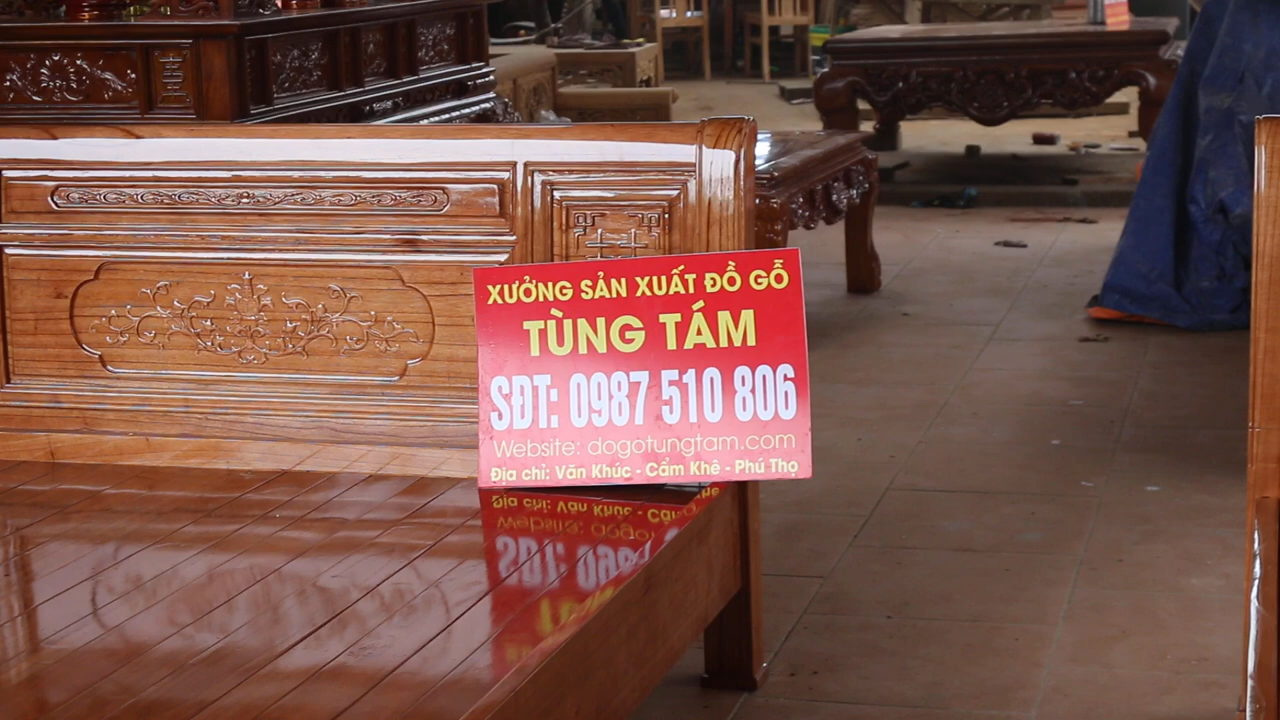 XƯỞNG SẢN XUẤT ĐỒ GỖ
TÙNG TÁM
SĐT: 0987 510 806
Website: dogotungtam.com
Địa chỉ: Văn Khúc - Cẩm Khê - Phú Thọ